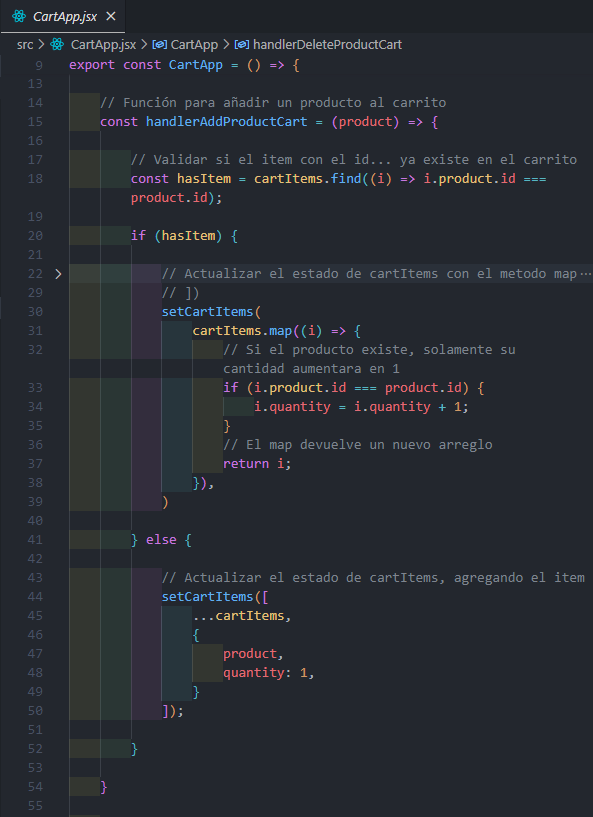 CartApp.jsx ×
src > CartApp.jsx > CartApp > handlerDeleteProductCart
9 export const CartApp = () => {
13
14 // Función para añadir un producto al carrito
15 const handlerAddProductCart = (product) => {
16
17 // Validar si el item con el id... ya existe en el carrito
18 const hasItem = cartItems.find((i) => i.product.id ===
product.id);
19
20 if (hasItem) {
21
22 // Actualizar el estado de cartItems con el metodo map ...
29 // ])
30 setCartItems(
31 cartItems.map((i) => {
32 // Si el producto existe, solamente su
cantidad aumentara en 1
33 if (i.product.id === product.id) {
34 i.quantity = i.quantity + 1;
35 }
36 // El map devuelve un nuevo arreglo
37 return i;
38 }),
39 )
40
41 } else {
42
43 // Actualizar el estado de cartItems, agregando el item
44 setCartItems([
45 ...cartItems,
46 {
47 product,
48 quantity: 1,
49 }
50 ]);
51
52 }
53
54 }
55